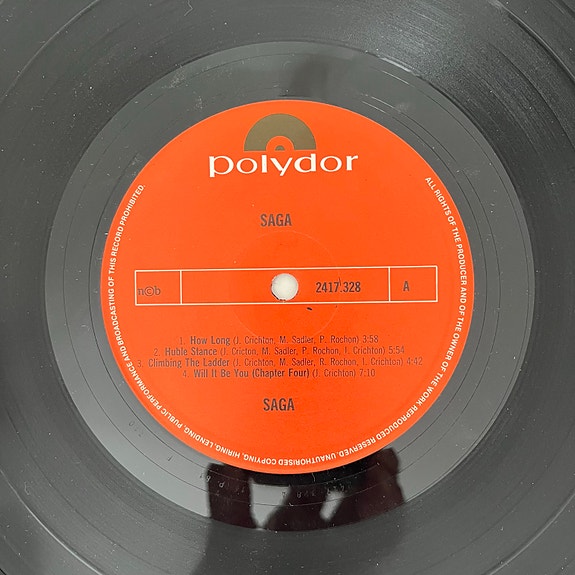 polydor
SAGA
mcb 2417.328 A
1. How Long (J. Crichton, M. Sadler, P. Rochon) 3:58
2. Huble Stance (J. Cricton, M. Sadler, P. Rochon, I. Crichton) 5:54
3. Climbing The Ladder (J. Crichton, M. Sadler, R. Rochon, I. Crichton) 4:42
4. Will It Be You (Chapter Four) (J. Crichton) 7:10
SAGA
ALL RIGHTS OF THE PRODUCER AND OF THE OWNER OF THE WORK REPRODUCED RESERVED. UNAUTHORISED COPYING, HIRING, LENDING, PUBLIC PERFORMANCE AND BROADCASTING OF THIS RECORD PROHIBITED.